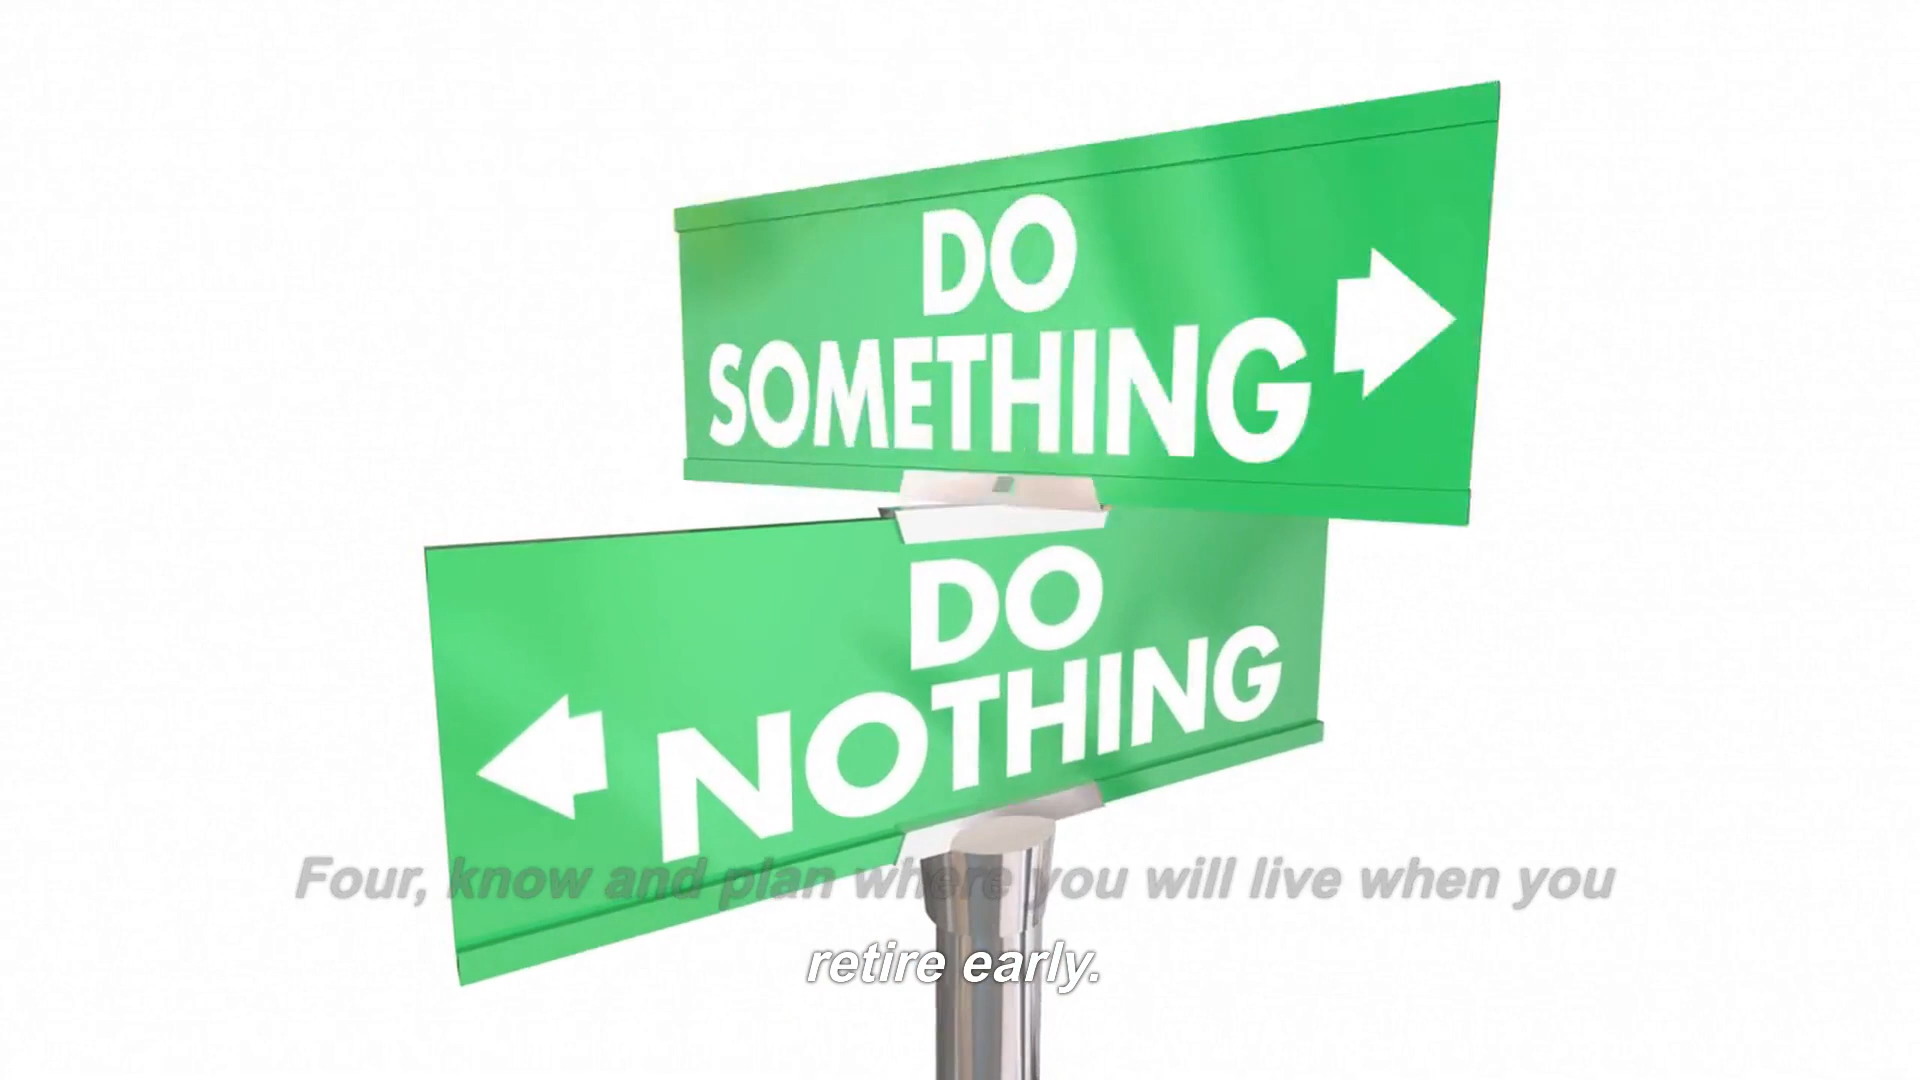 DO
SOMETHING
DO
NOTHING
Four, know and plan where you will live when you
retire early.